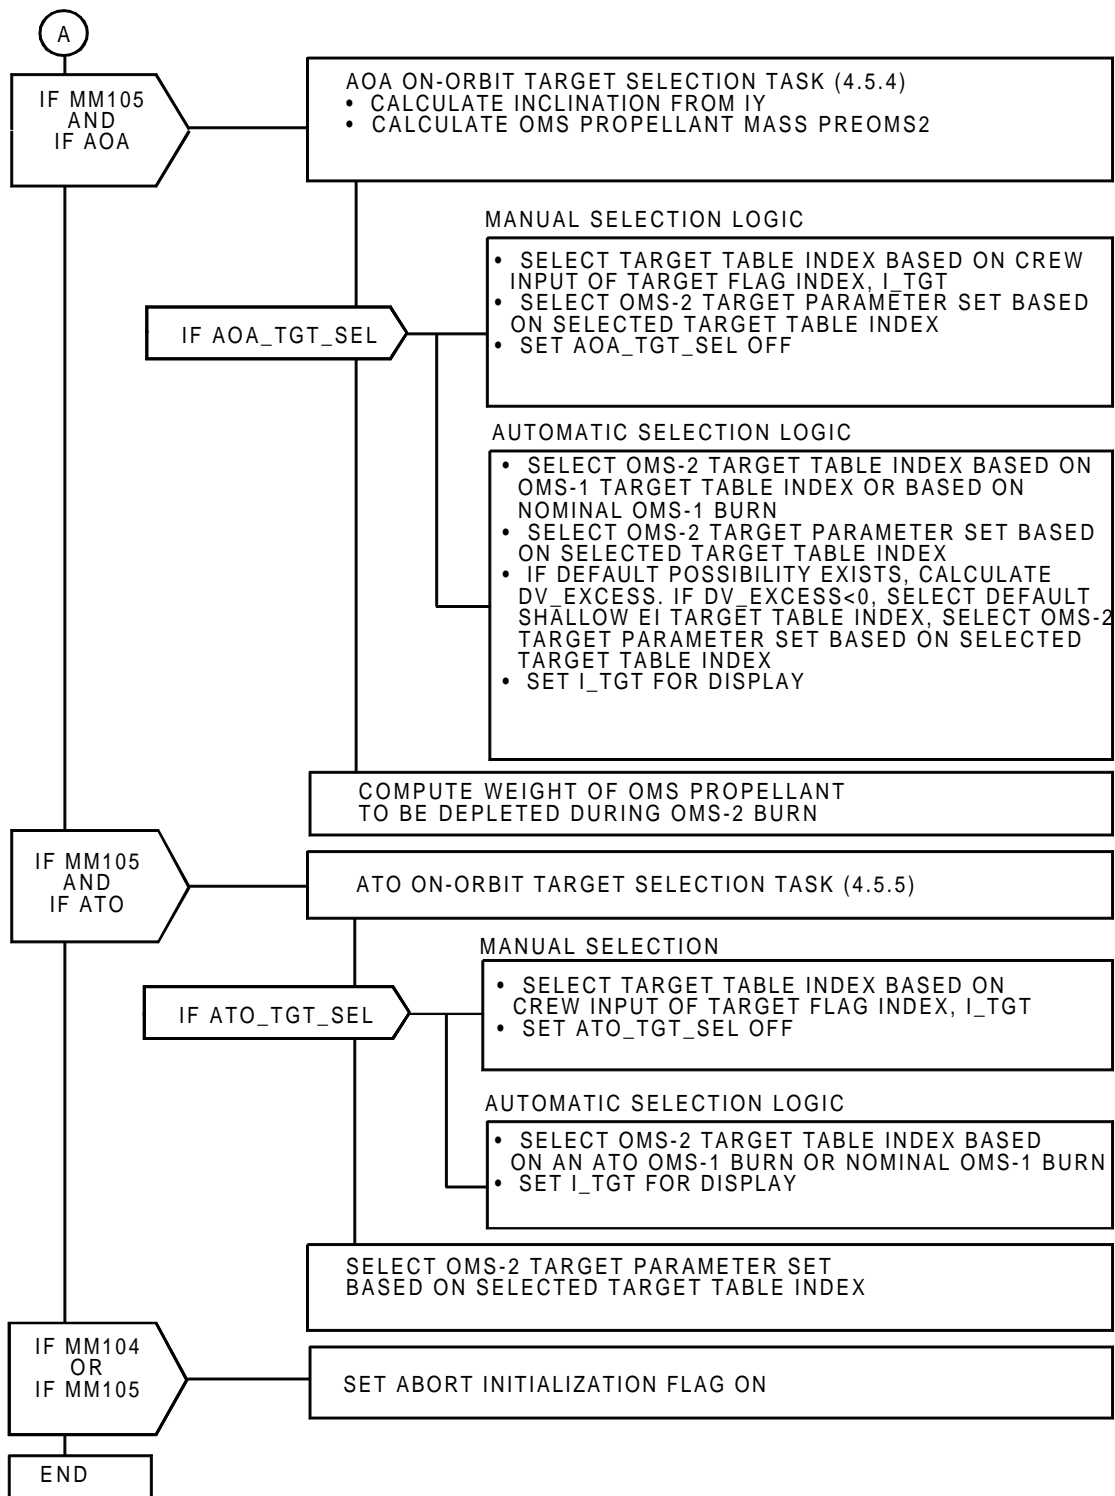 A
IF MM105
AND
IF AOA
AOA ON-ORBIT TARGET SELECTION TASK (4.5.4)
• CALCULATE INCLINATION FROM IY
• CALCULATE OMS PROPELLANT MASS PREOMS2
MANUAL SELECTION LOGIC
IF AOA_TGT_SEL
• SELECT TARGET TABLE INDEX BASED ON CREW
INPUT OF TARGET FLAG INDEX, I_TGT
• SELECT OMS-2 TARGET PARAMETER SET BASED
ON SELECTED TARGET TABLE INDEX
• SET AOA_TGT_SEL OFF
AUTOMATIC SELECTION LOGIC
• SELECT OMS-2 TARGET TABLE INDEX BASED ON
OMS-1 TARGET TABLE INDEX OR BASED ON
NOMINAL OMS-1 BURN
• SELECT OMS-2 TARGET PARAMETER SET BASED
ON SELECTED TARGET TABLE INDEX
• IF DEFAULT POSSIBILITY EXISTS, CALCULATE
DV_EXCESS. IF DV_EXCESS<0, SELECT DEFAULT
SHALLOW EI TARGET TABLE INDEX, SELECT OMS-2
TARGET PARAMETER SET BASED ON SELECTED
TARGET TABLE INDEX
• SET I_TGT FOR DISPLAY
COMPUTE WEIGHT OF OMS PROPELLANT
TO BE DEPLETED DURING OMS-2 BURN
IF MM105
AND
IF ATO
ATO ON-ORBIT TARGET SELECTION TASK (4.5.5)
MANUAL SELECTION
IF ATO_TGT_SEL
• SELECT TARGET TABLE INDEX BASED ON
CREW INPUT OF TARGET FLAG INDEX, I_TGT
• SET ATO_TGT_SEL OFF
AUTOMATIC SELECTION LOGIC
• SELECT OMS-2 TARGET TABLE INDEX BASED
ON AN ATO OMS-1 BURN OR NOMINAL OMS-1 BURN
• SET I_TGT FOR DISPLAY
SELECT OMS-2 TARGET PARAMETER SET
BASED ON SELECTED TARGET TABLE INDEX
IF MM104
OR
IF MM105
SET ABORT INITIALIZATION FLAG ON
END